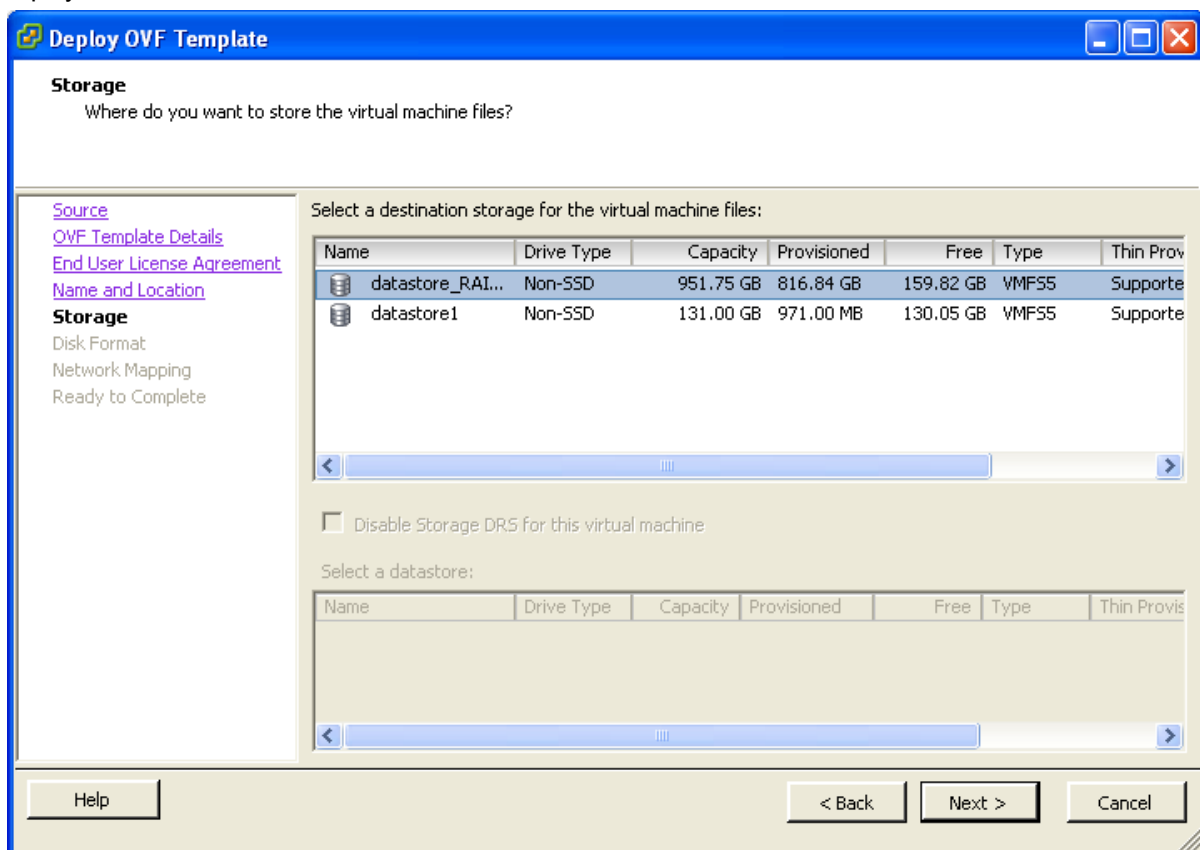 Deploy OVF Template
Storage
Where do you want to store the virtual machine files?
Source
OVF Template Details
End User License Agreement
Name and Location
Storage
Disk Format
Network Mapping
Ready to Complete
Select a destination storage for the virtual machine files:
Name Drive Type Capacity Provisioned Free Type Thin Prov
datastore_RAI... Non-SSD 951.75 GB 816.84 GB 159.82 GB VMFS5 Supporte
datastore1 Non-SSD 131.00 GB 971.00 MB 130.05 GB VMFS5 Supporte
Disable Storage DRS for this virtual machine
Select a datastore:
Name Drive Type Capacity Provisioned Free Type Thin Provis
Help < Back Next > Cancel